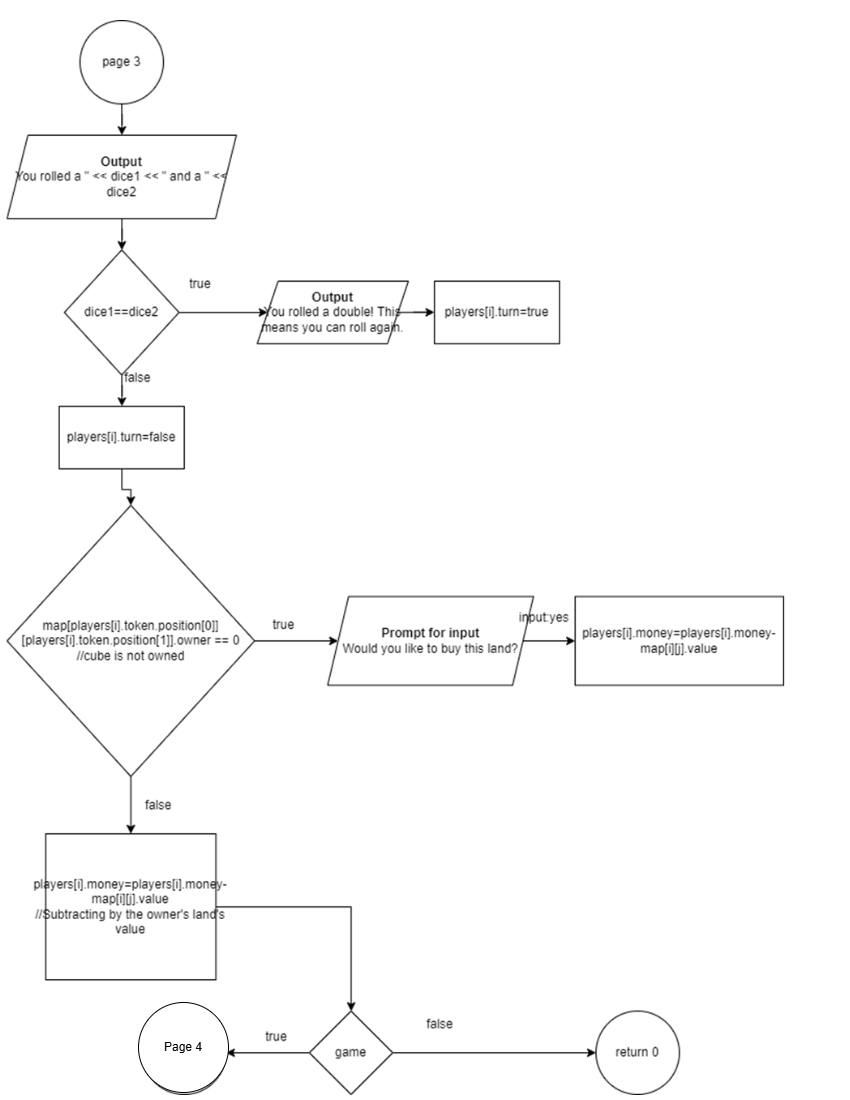 page 3
Output
You rolled a " << dice1 << " and a " <<
dice2
true
dice1==dice2
Output
You rolled a double! This
means you can roll again.
players[i].turn=true
false
players[i].turn=false
map[players[i].token.position[0]]
[players[i].token.position[1]].owner == 0
//cube is not owned
true
Prompt for input
Would you like to buy this land?
input:yes
players[i].money=players[i].money-
map[i][j].value
false
players[i].money=players[i].money-
map[i][j].value
//Subtracting by the owner's land's
value
game
true
Page 4
false
return 0